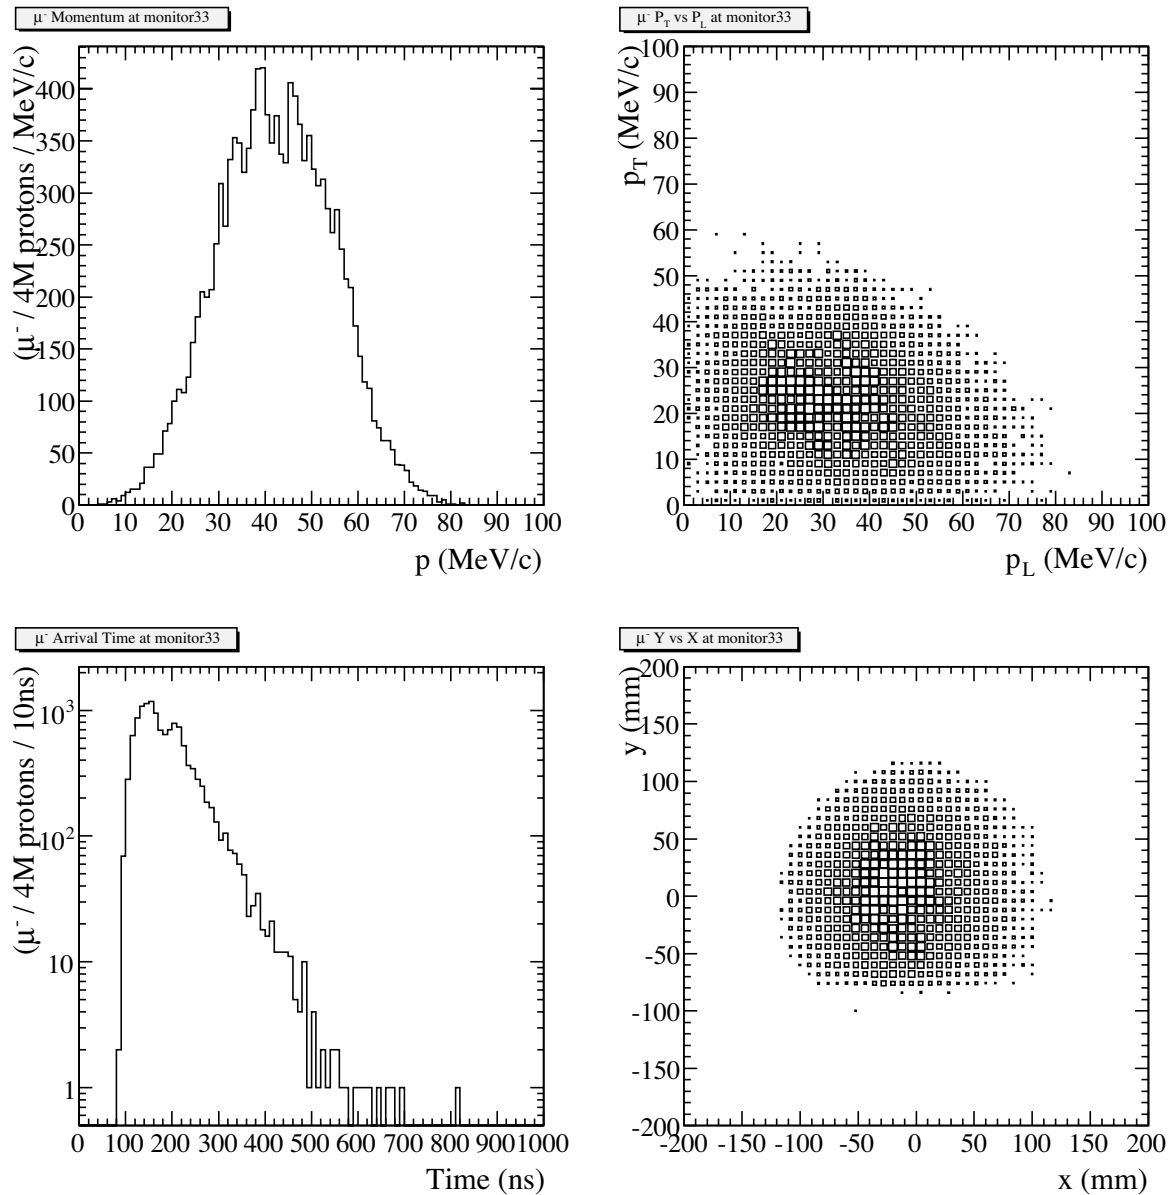 μ⁻ Momentum at monitor33
(μ⁻ / 4M protons / MeV/c)
400
350
300
250
200
150
100
50
0
0 10 20 30 40 50 60 70 80 90 100
p (MeV/c)
μ⁻ P_T vs P_L at monitor33
p_T (MeV/c)
100
90
80
70
60
50
40
30
20
10
0
0 10 20 30 40 50 60 70 80 90 100
p_L (MeV/c)
μ⁻ Arrival Time at monitor33
(μ⁻ / 4M protons / 10ns)
10³
10²
10
1
0 100 200 300 400 500 600 700 800 900 1000
Time (ns)
μ⁻ Y vs X at monitor33
y (mm)
200
150
100
50
0
-50
-100
-150
-200
-200 -150 -100 -50 0 50 100 150 200
x (mm)